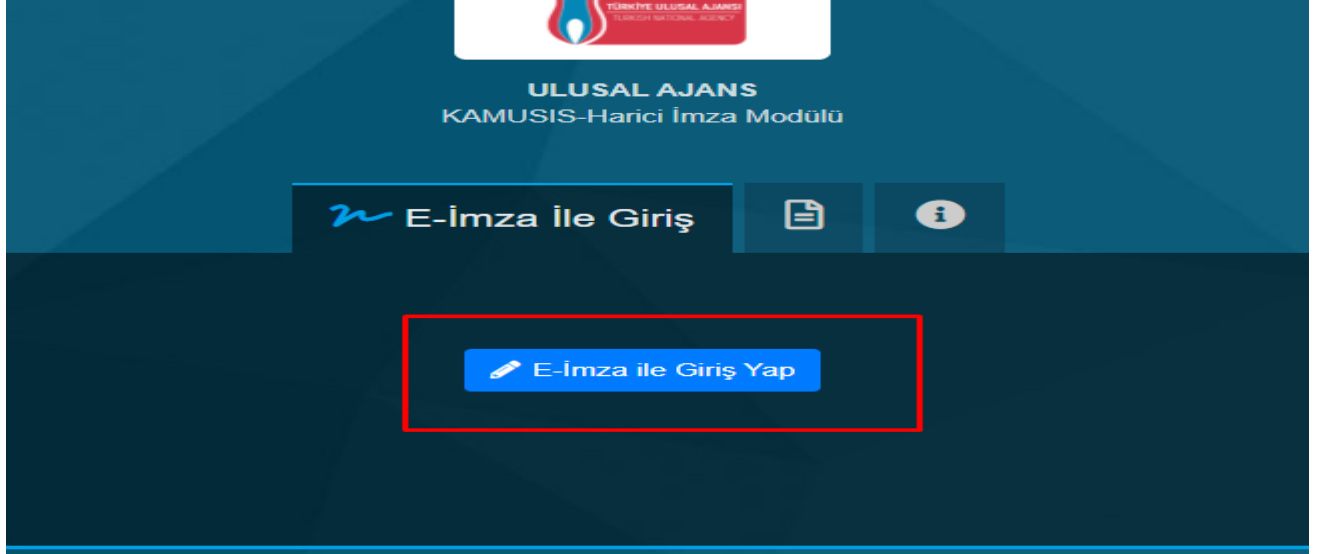 TÜRKİYE ULUSAL AJANSI
TURKISH NATIONAL AGENCY
ULUSAL AJANS
KAMUSIS-Harici İmza Modülü
E-İmza İle Giriş
E-İmza ile Giriş Yap